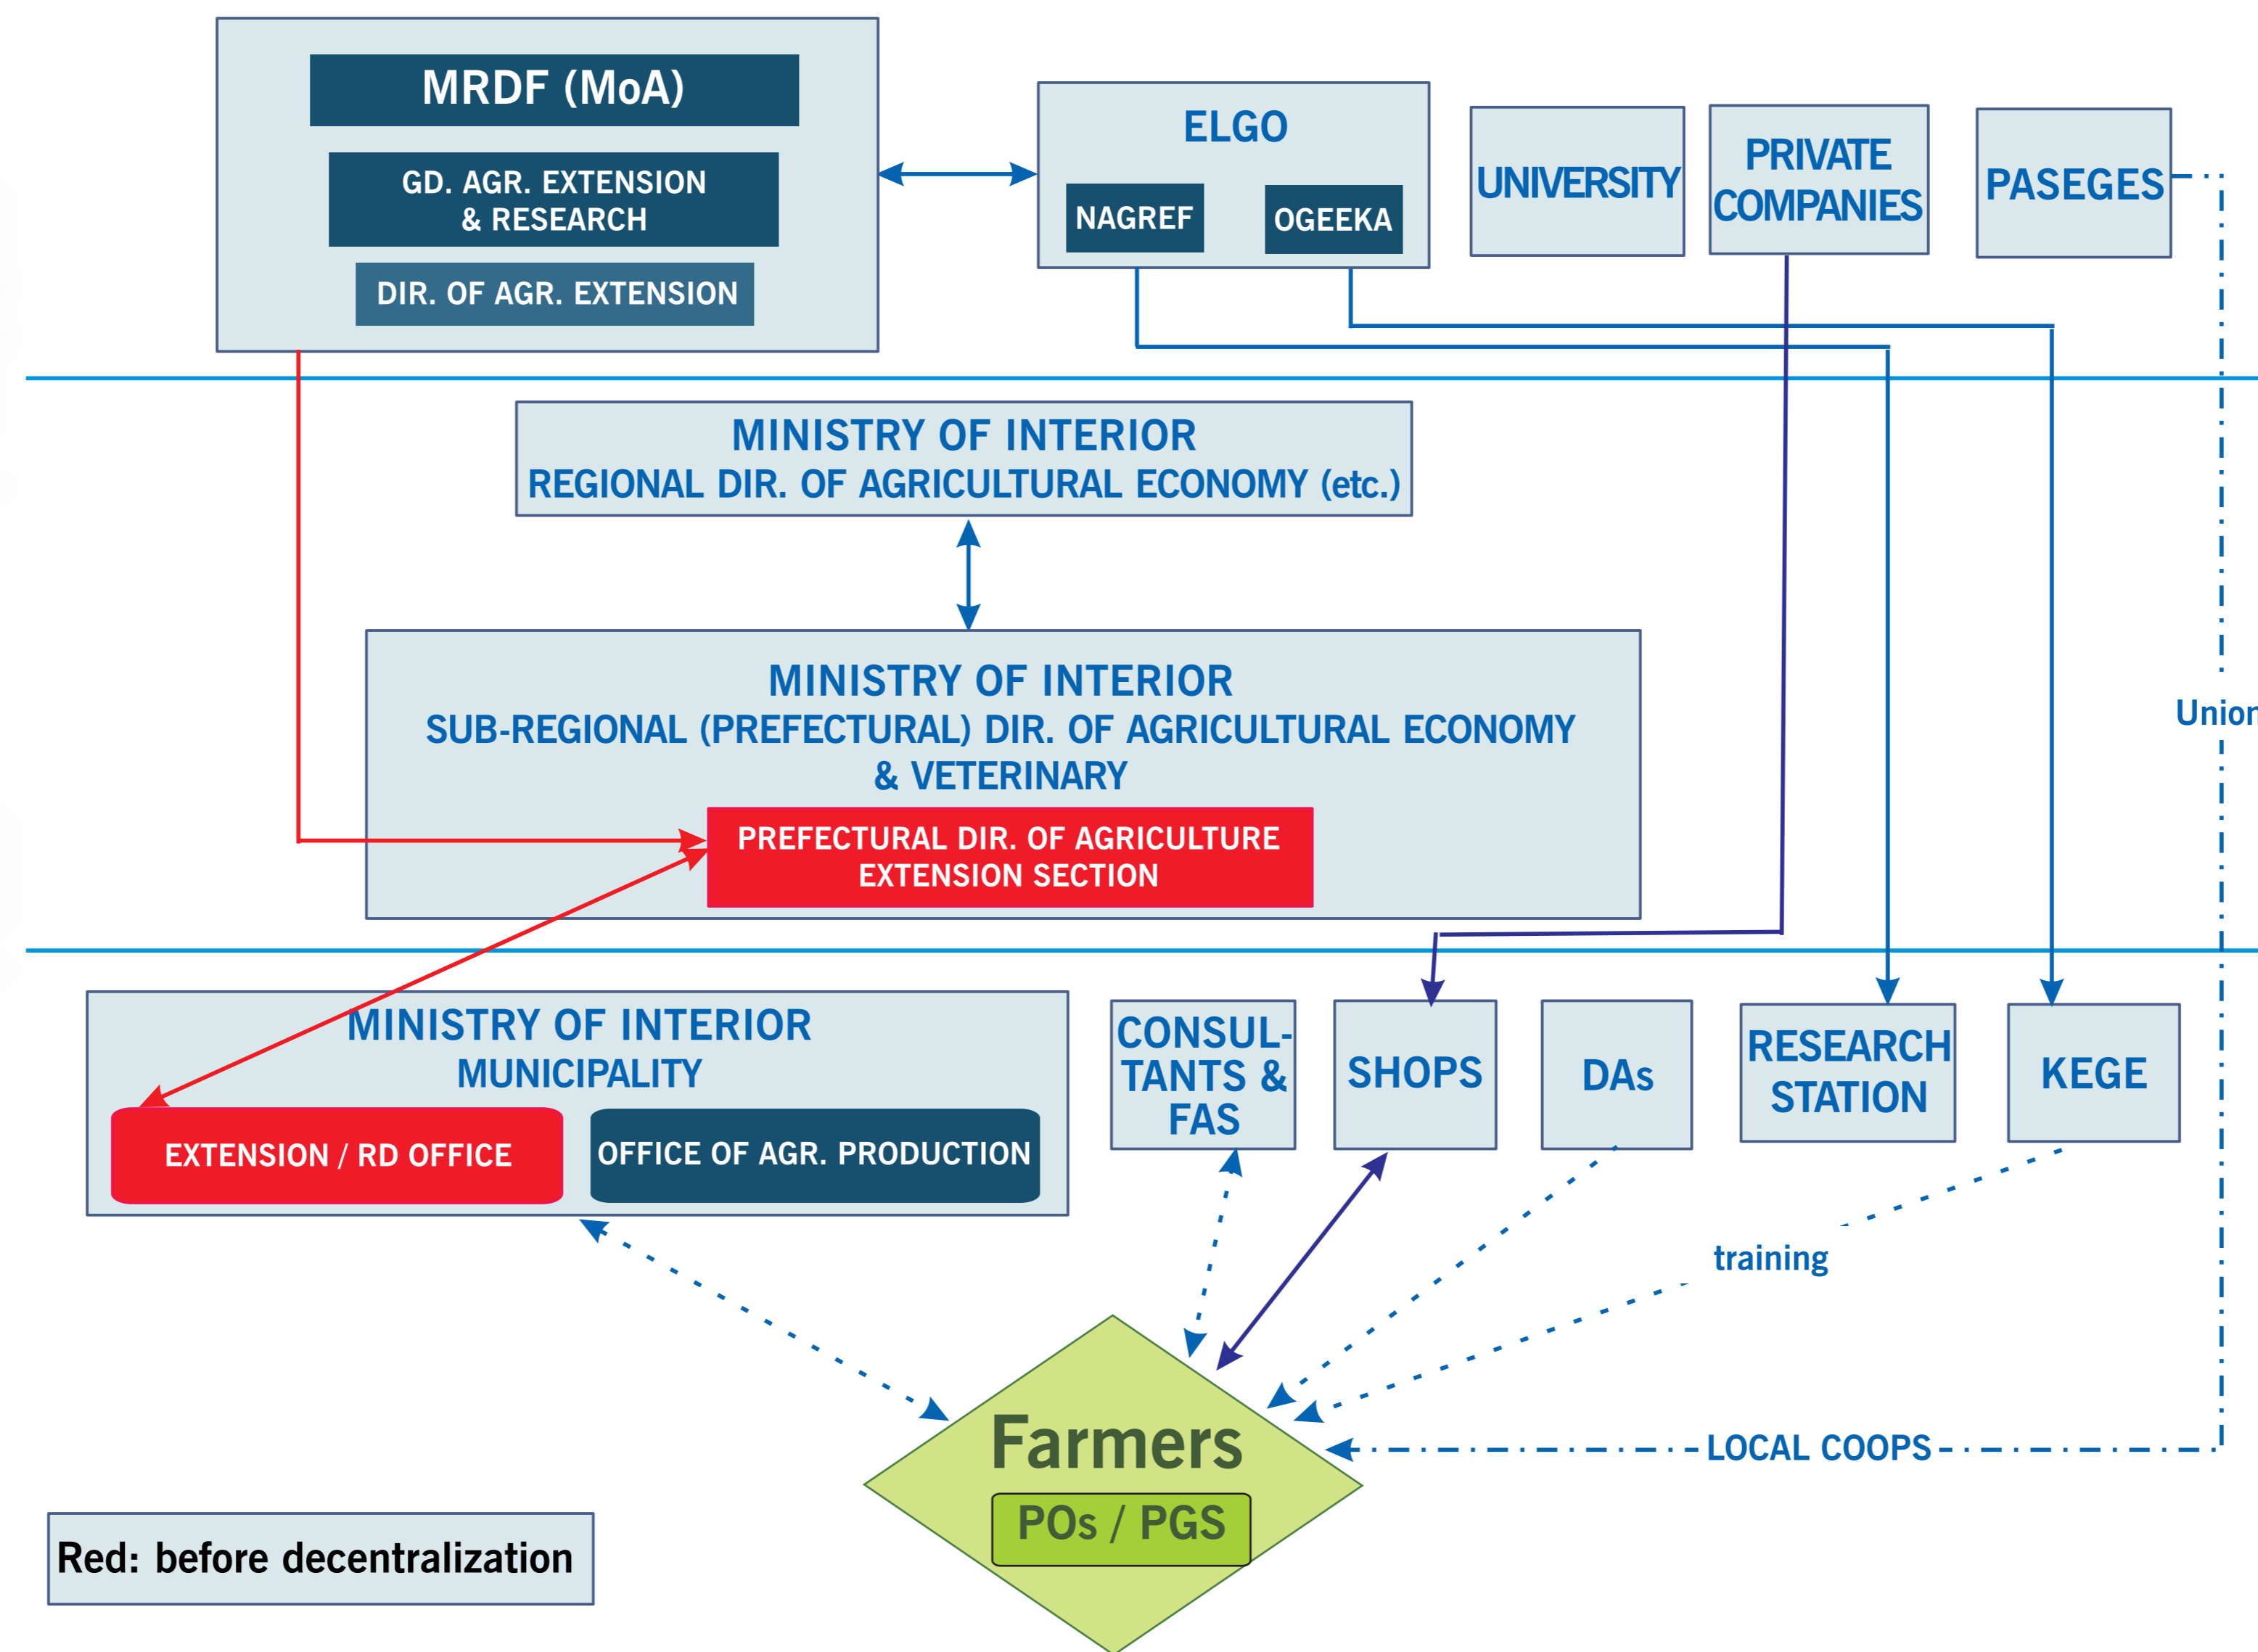 MRDF (MoA)
GD. AGR. EXTENSION
& RESEARCH
DIR. OF AGR. EXTENSION
ELGO
NAGREF
OGEEKA
UNIVERSITY
PRIVATE
COMPANIES
PASEGES
MINISTRY OF INTERIOR
REGIONAL DIR. OF AGRICULTURAL ECONOMY (etc.)
MINISTRY OF INTERIOR
SUB-REGIONAL (PREFECTURAL) DIR. OF AGRICULTURAL ECONOMY
& VETERINARY
PREFECTURAL DIR. OF AGRICULTURE
EXTENSION SECTION
Union
MINISTRY OF INTERIOR
MUNICIPALITY
EXTENSION / RD OFFICE
OFFICE OF AGR. PRODUCTION
CONSUL-
TANTS &
FAS
SHOPS
DAs
RESEARCH
STATION
KEGE
training
LOCAL COOPS
Farmers
POs / PGS
Red: before decentralization